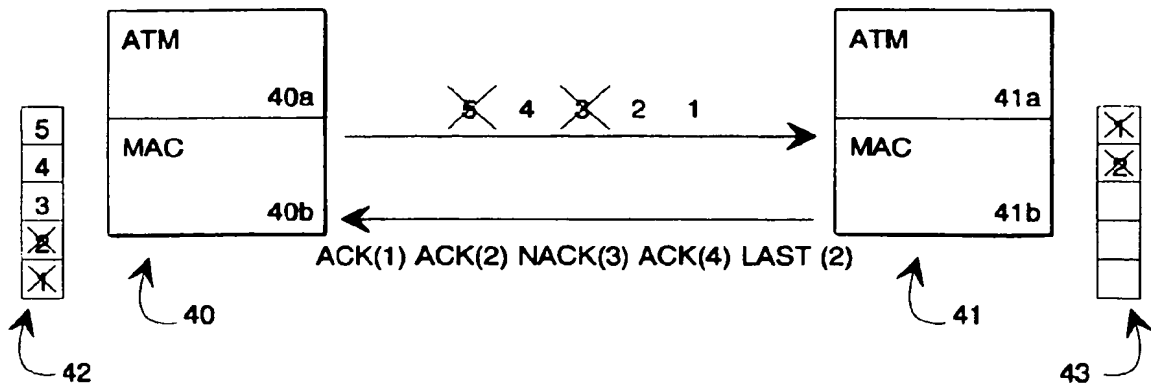 ATM
40a
MAC
40b
5
4
3
2
1
5 4 3 2 1
ACK(1) ACK(2) NACK(3) ACK(4) LAST (2)
ATM
41a
MAC
41b
1
2
40
42
41
43